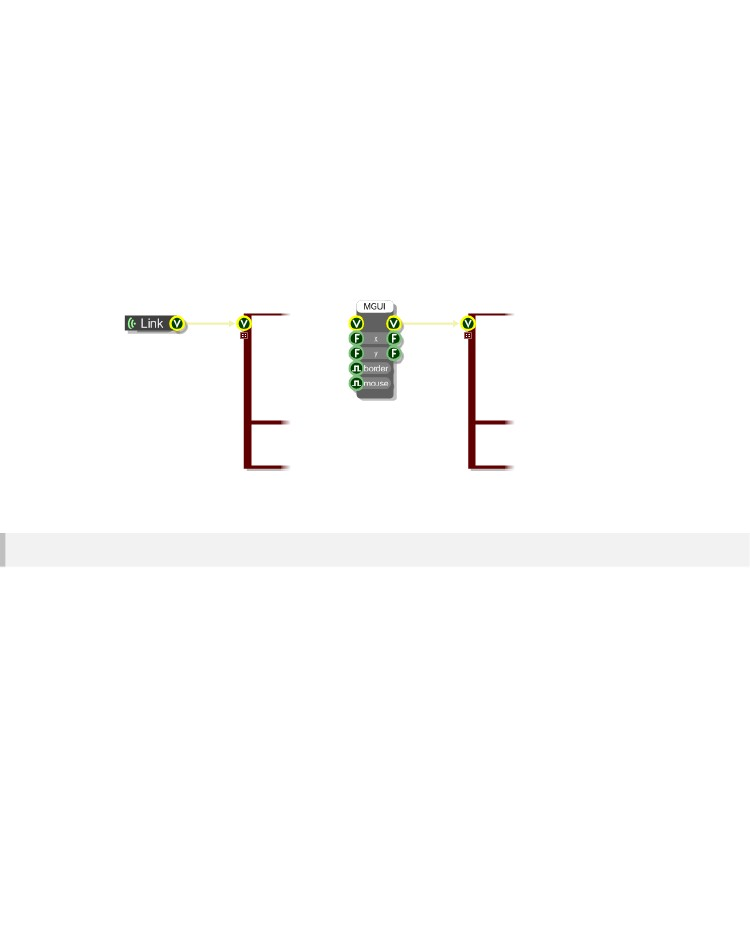 Link V
V
MGUI
V V
F x F
F y F
border
mouse
V